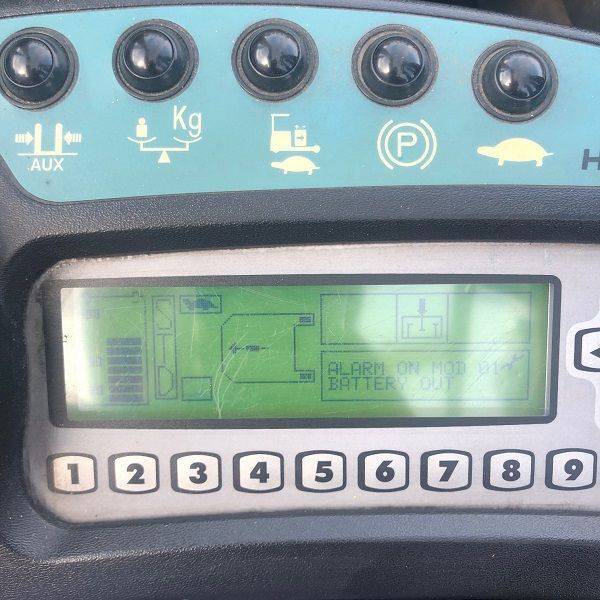 Kg
AUX
P
H
ALARM ON MOD 01
BATTERY OUT
1 2 3 4 5 6 7 8 9